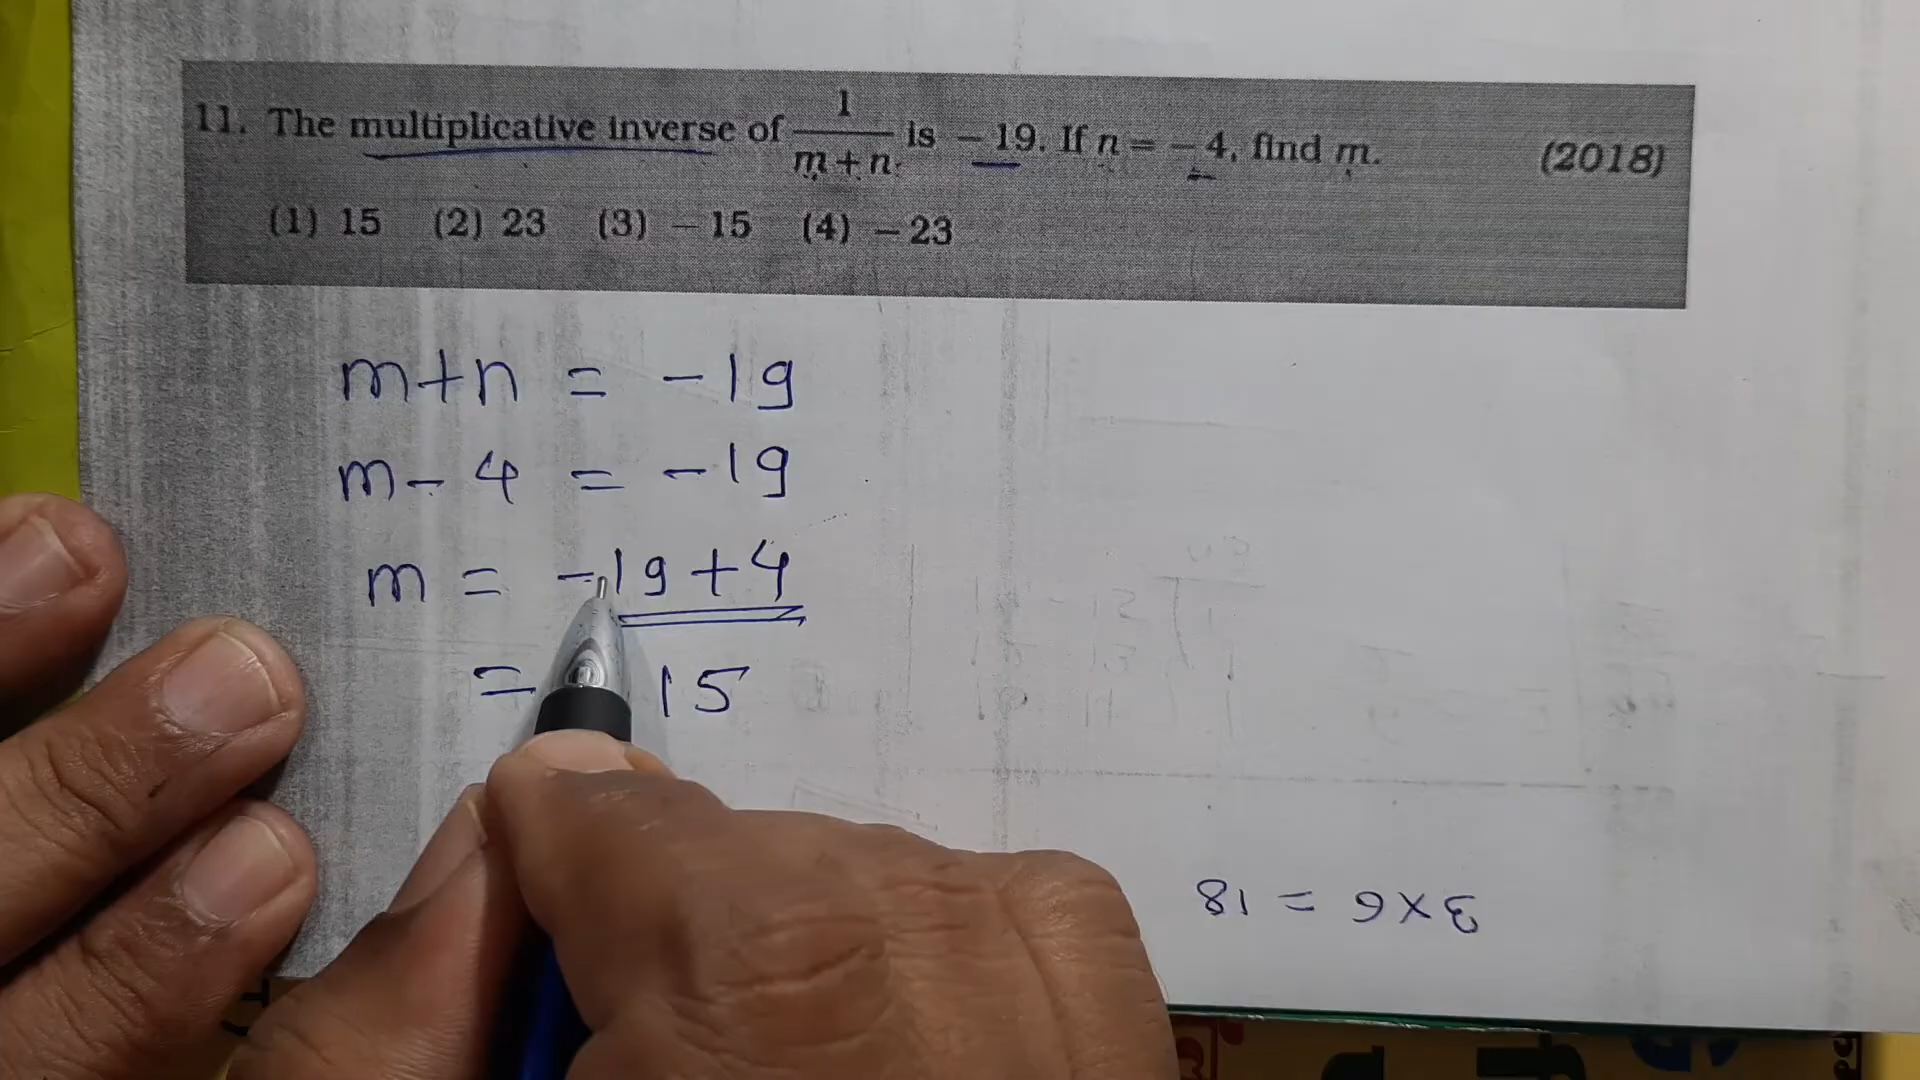 11. The multiplicative inverse of 1/(m+n) is – 19. If n = – 4, find m. (2018)
(1) 15 (2) 23 (3) – 15 (4) – 23
m+n = -19
m- 4 = -19
m = -19 + 4
= 15
3×6 = 18